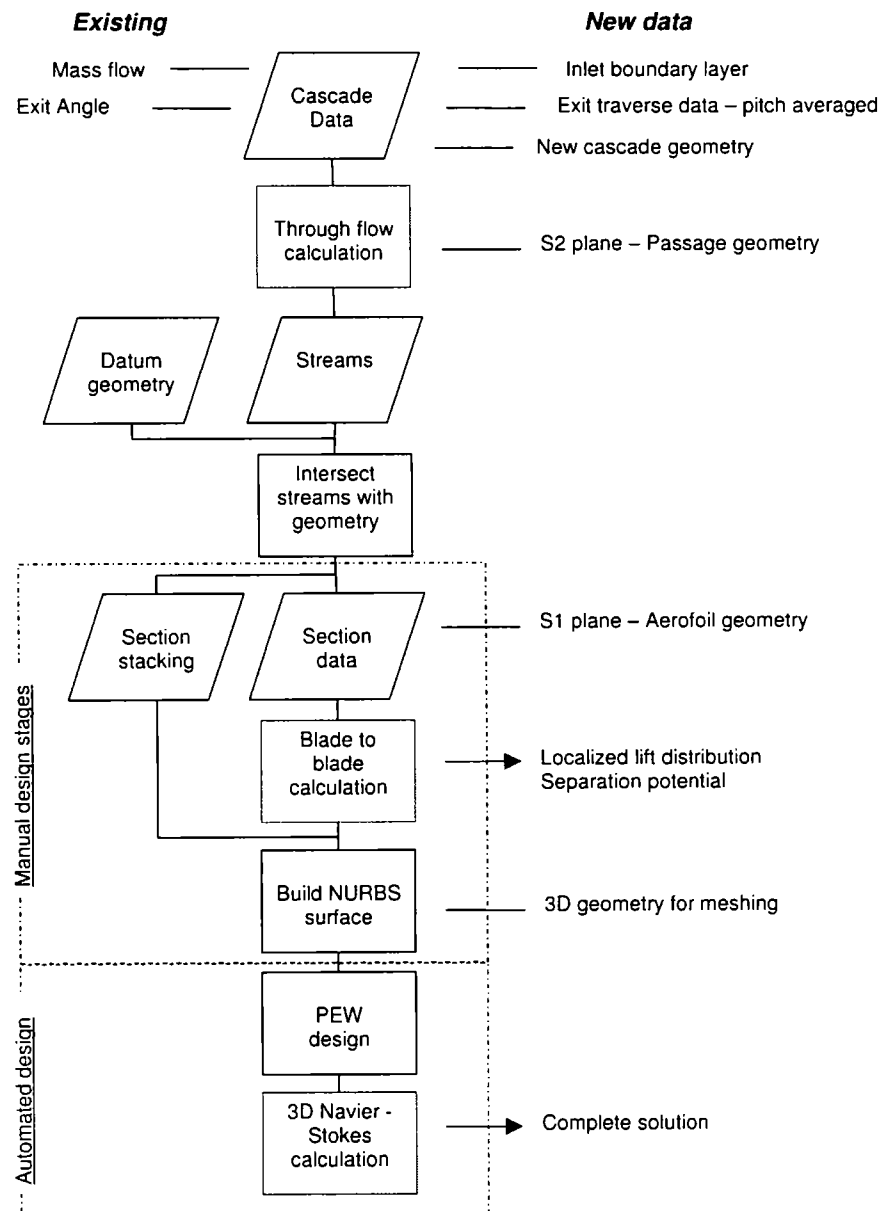 Existing
New data
Mass flow
Exit Angle
Cascade
Data
Inlet boundary layer
Exit traverse data – pitch averaged
New cascade geometry
Through flow
calculation
S2 plane – Passage geometry
Datum
geometry
Streams
Intersect
streams with
geometry
Manual design stages
Section
stacking
Section
data
S1 plane – Aerofoil geometry
Blade to
blade
calculation
Localized lift distribution
Separation potential
Build NURBS
surface
3D geometry for meshing
Automated design
PEW
design
3D Navier -
Stokes
calculation
Complete solution